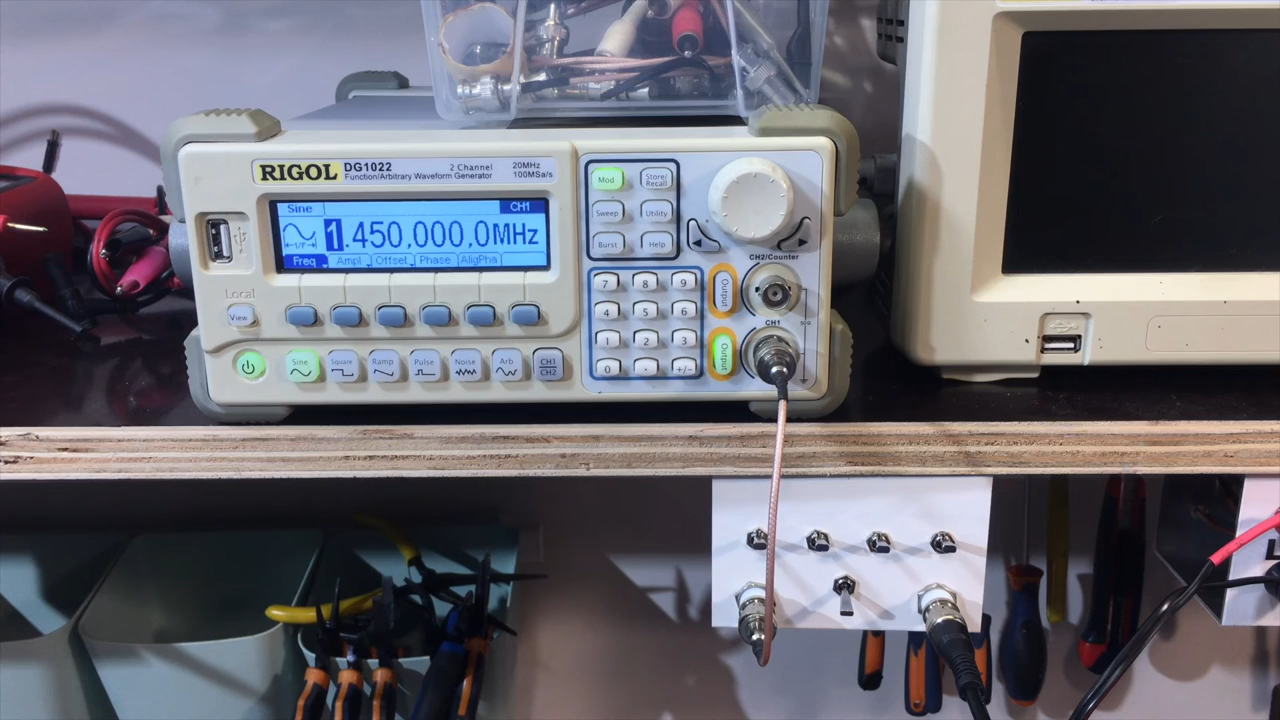 RIGOL DG1022 2 Channel 20MHz
Function/Arbitrary Waveform Generator 100MSa/s
Sine CH1
1/F
1.450,000,0MHz
Freq Ampl Offset Phase AligPha
Local
View
Sine Square Ramp Pulse Noise Arb CH1
CH2
Mod Store/
Recall
Sweep Utility
Burst Help
7 8 9
4 5 6
1 2 3
0 . +/-
CH2/Counter
Output
CH1
Output